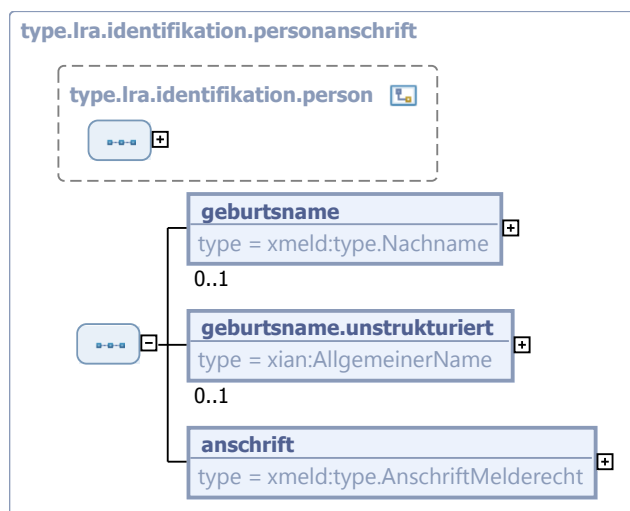 type.lra.identifikation.personanschrift
type.lra.identifikation.person
geburtsname
type = xmeld:type.Nachname
0..1
geburtsname.unstrukturiert
type = xian:AllgemeinerName
0..1
anschrift
type = xmeld:type.AnschriftMelderecht